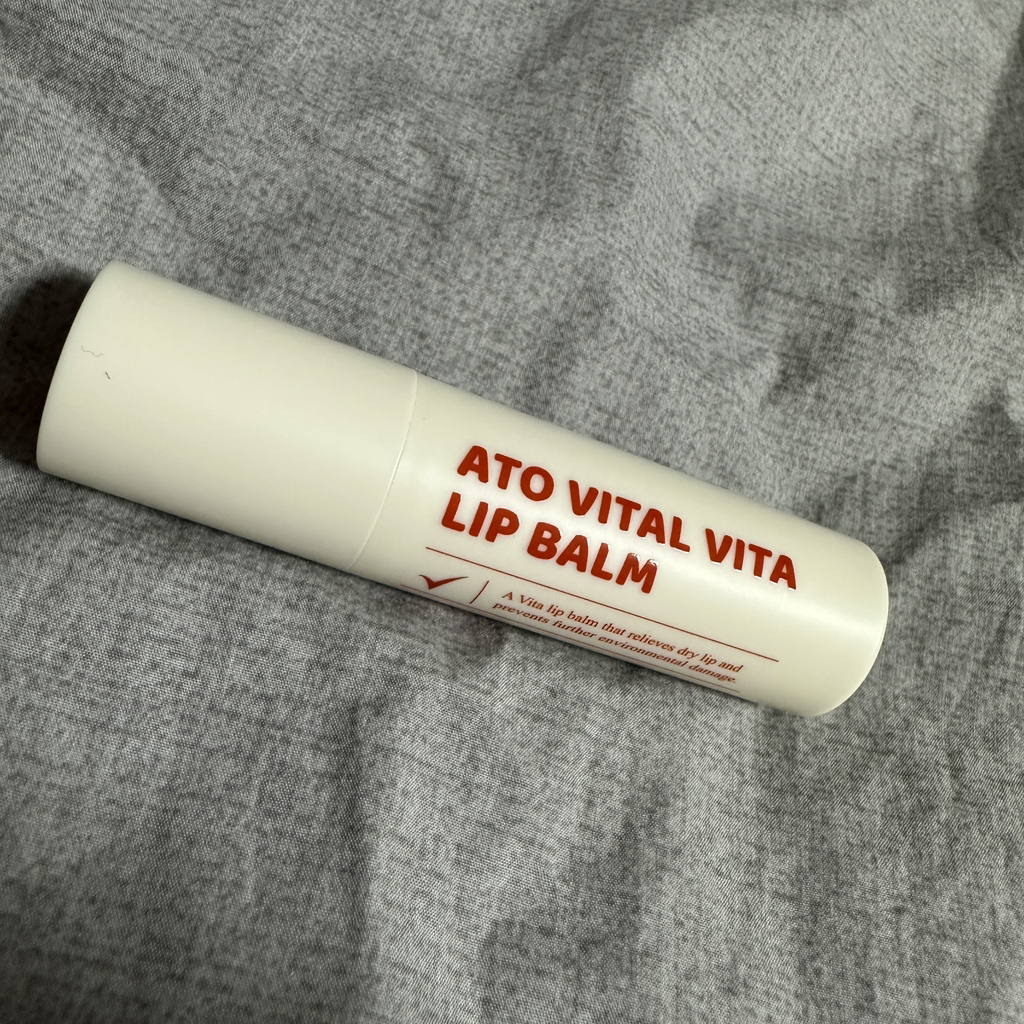 ATO VITAL VITA
LIP BALM
A Vita lip balm that relieves dry lip and
prevents further environmental damage.